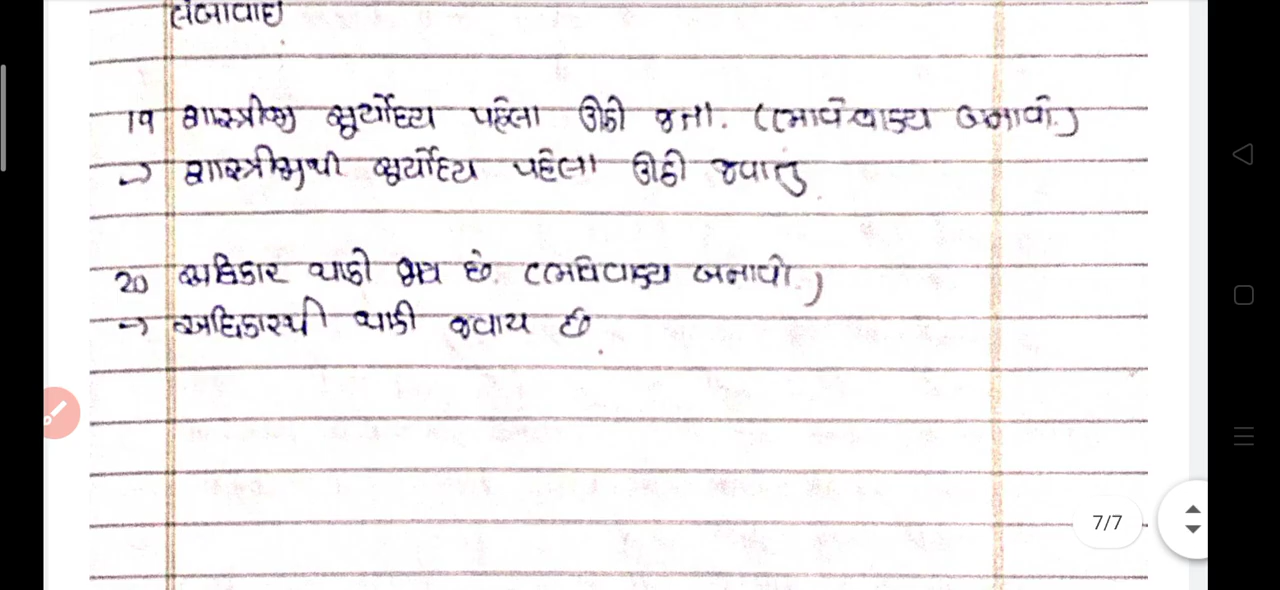 લંબાવાઇ
19 શાસ્ત્રીજી સૂર્યોદય પહેલા ઊઠી જતા. (ભાવેવાક્ય બનાવો.)
→ શાસ્ત્રીજીથી સૂર્યોદય પહેલા ઊઠી જવાતુ.
20 અધિકાર થાકી જાય છે. (ભાવેવાક્ય બનાવો.)
→ અધિકારથી થાકી જવાય છે.
7/7